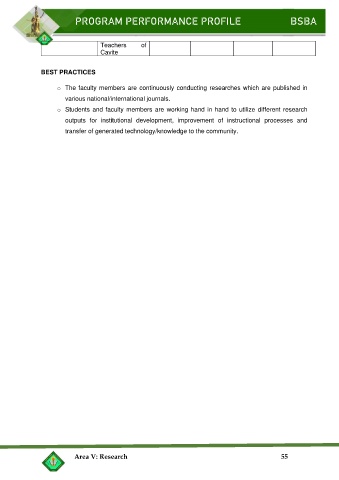 PROGRAM PERFORMANCE PROFILE BSBA
Teachers of
Cavite
BEST PRACTICES
o The faculty members are continuously conducting researches which are published in
various national/international journals.
o Students and faculty members are working hand in hand to utilize different research
outputs for institutional development, improvement of instructional processes and
transfer of generated technology/knowledge to the community.
Area V: Research 55